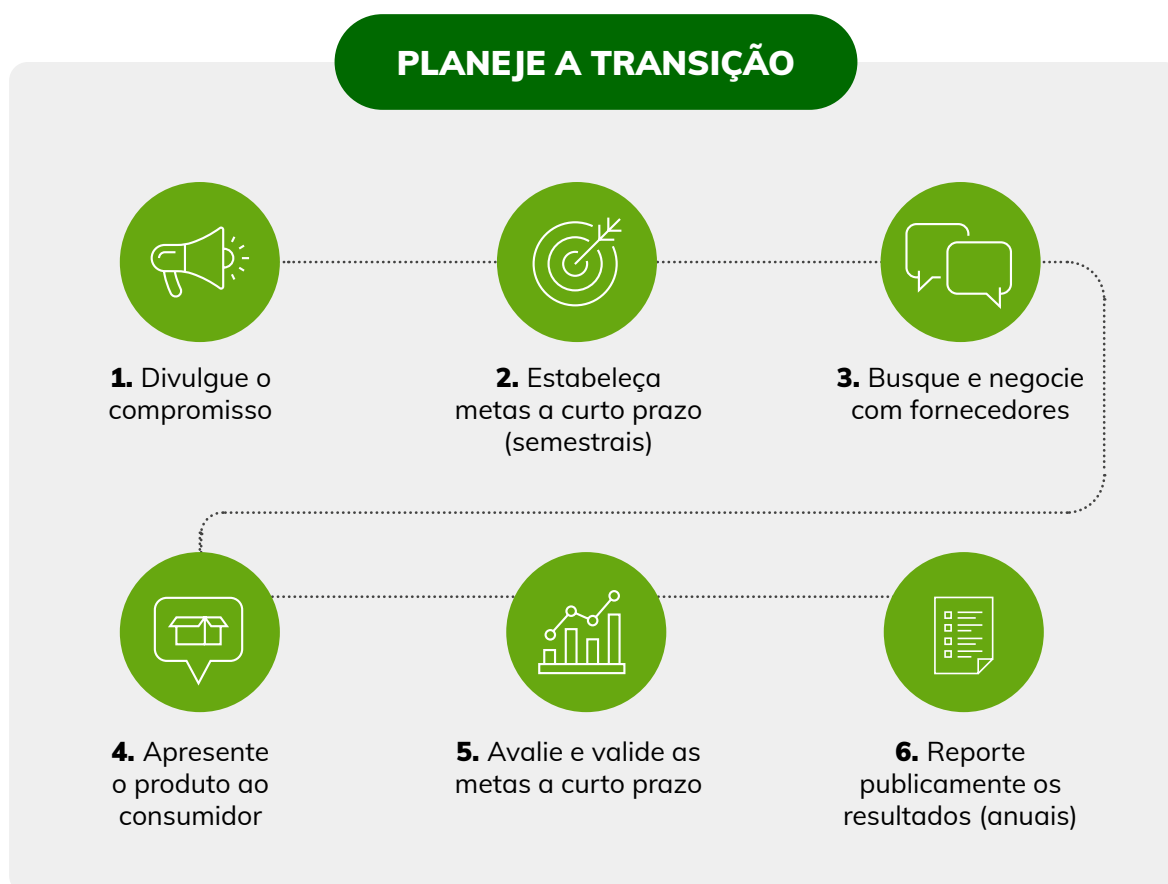 PLANEJE A TRANSIÇÃO
1. Divulgue o
compromisso
2. Estabeleça
metas a curto prazo
(semestrais)
3. Busque e negocie
com fornecedores
4. Apresente
o produto ao
consumidor
5. Avalie e valide as
metas a curto prazo
6. Reporte
publicamente os
resultados (anuais)